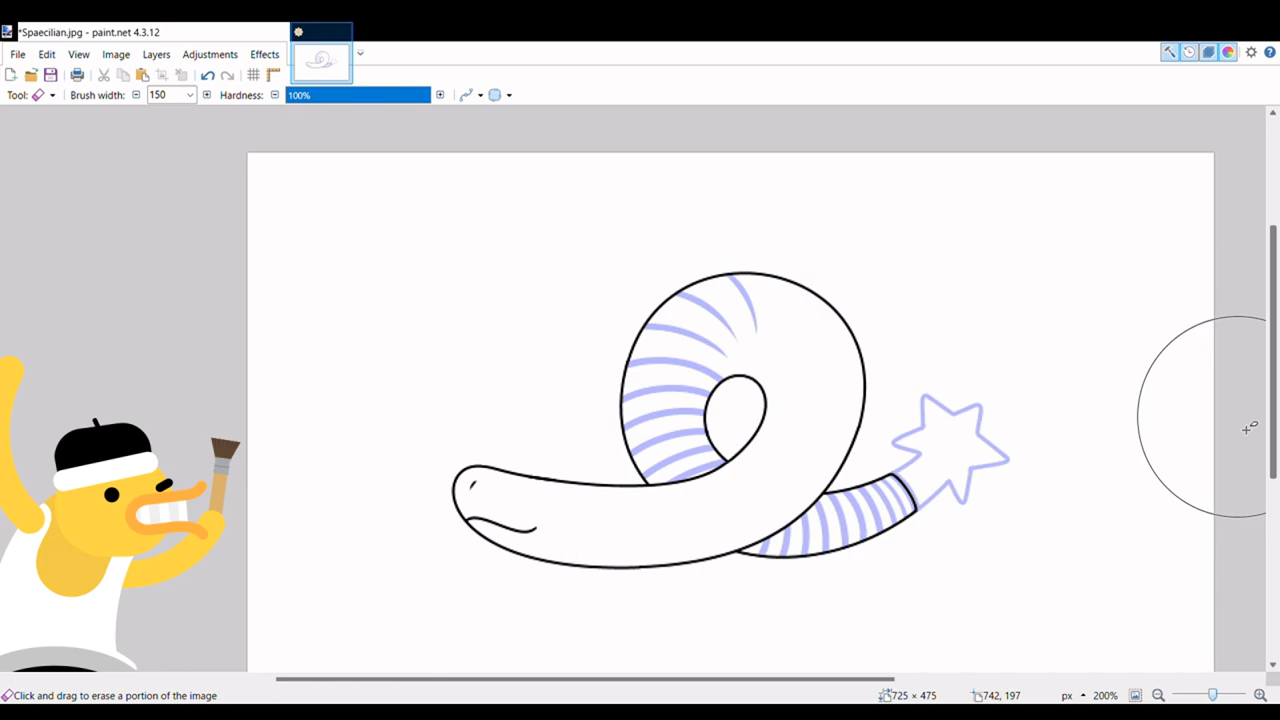 *Spaecilian.jpg - paint.net 4.3.12
File Edit View Image Layers Adjustments Effects
Tool: Brush width: 150 Hardness: 100%
Click and drag to erase a portion of the image 725 × 475 742, 197 px 200%